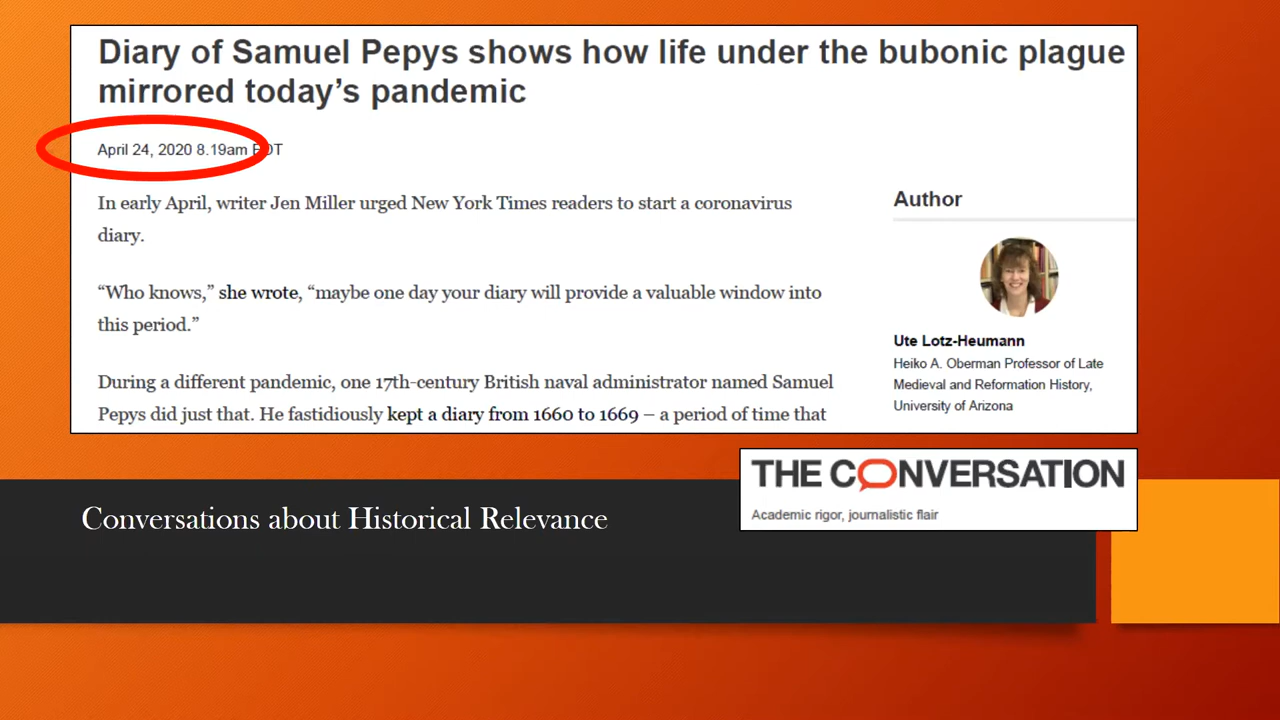 Diary of Samuel Pepys shows how life under the bubonic plague
mirrored today’s pandemic
April 24, 2020 8.19am EDT
In early April, writer Jen Miller urged New York Times readers to start a coronavirus
diary.
“Who knows,” she wrote, “maybe one day your diary will provide a valuable window into
this period.”
During a different pandemic, one 17th-century British naval administrator named Samuel
Pepys did just that. He fastidiously kept a diary from 1660 to 1669 – a period of time that
Author
Ute Lotz-Heumann
Heiko A. Oberman Professor of Late
Medieval and Reformation History,
University of Arizona
THE CONVERSATION
Academic rigor, journalistic flair
Conversations about Historical Relevance